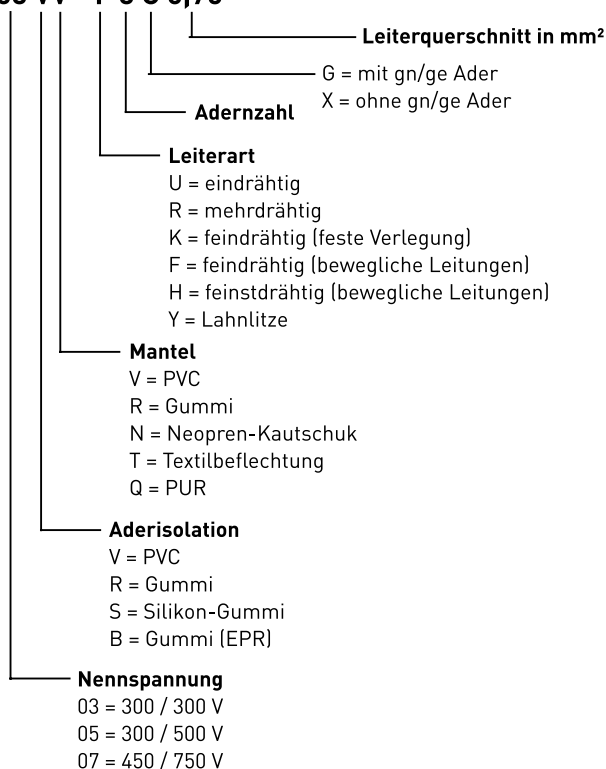 Leiterquerschnitt in mm²
G = mit gn/ge Ader
X = ohne gn/ge Ader
Adernzahl
Leiterart
U = eindrähtig
R = mehrdrähtig
K = feindrähtig (feste Verlegung)
F = feindrähtig (bewegliche Leitungen)
H = feinstdrähtig (bewegliche Leitungen)
Y = Lahnlitze
Mantel
V = PVC
R = Gummi
N = Neopren-Kautschuk
T = Textilbeflechtung
Q = PUR
Aderisolation
V = PVC
R = Gummi
S = Silikon-Gummi
B = Gummi (EPR)
Nennspannung
03 = 300 / 300 V
05 = 300 / 500 V
07 = 450 / 750 V